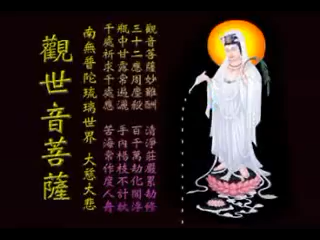 觀音菩薩妙難酬 清淨莊嚴累劫修
三十二應周塵剎 百千萬劫化閻浮
瓶中甘露常遍灑 手內楊枝不計秋
千處祈求千處應 苦海常作度人舟
南無普陀琉璃世界 大慈大悲
觀世音菩薩